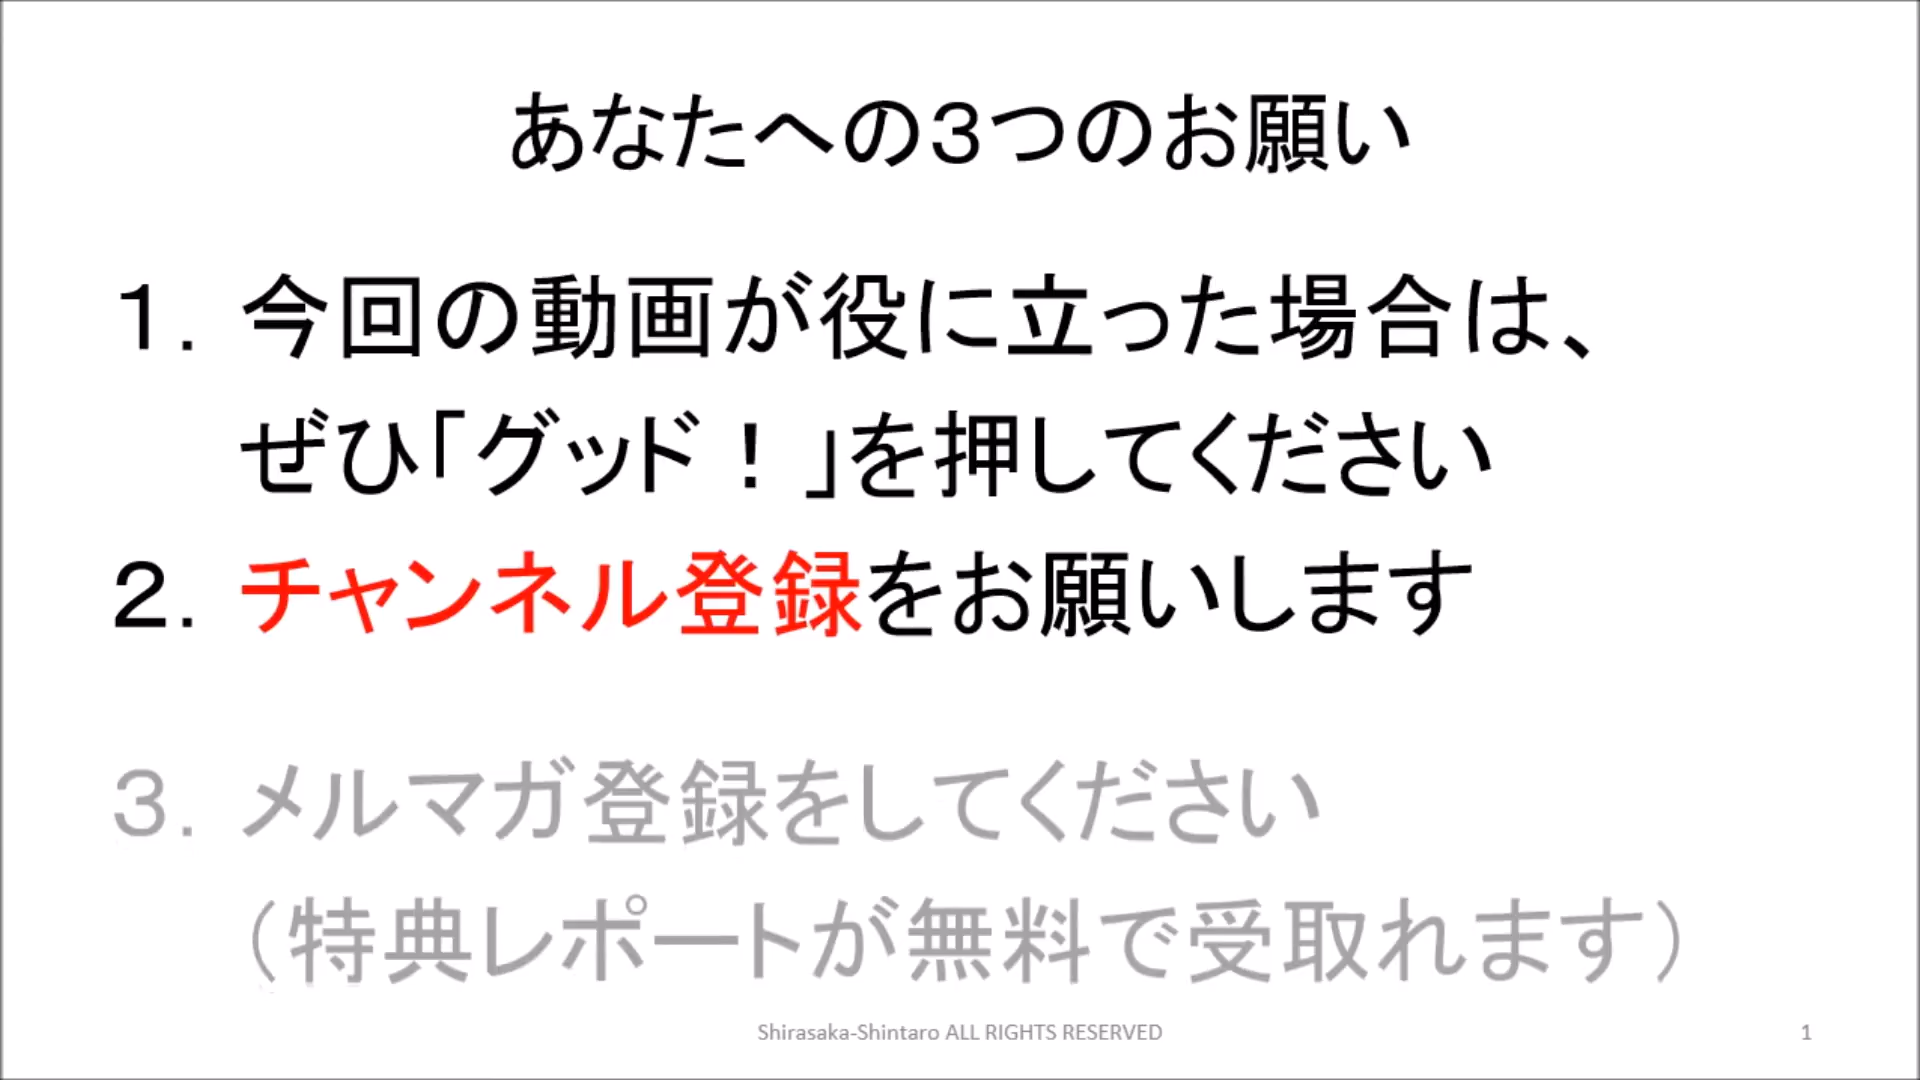 あなたへの３つのお願い
１．今回の動画が役に立った場合は、
ぜひ「グッド！」を押してください
２．チャンネル登録をお願いします
３．メルマガ登録をしてください
（特典レポートが無料で受取れます）
Shirasaka-Shintaro ALL RIGHTS RESERVED
1